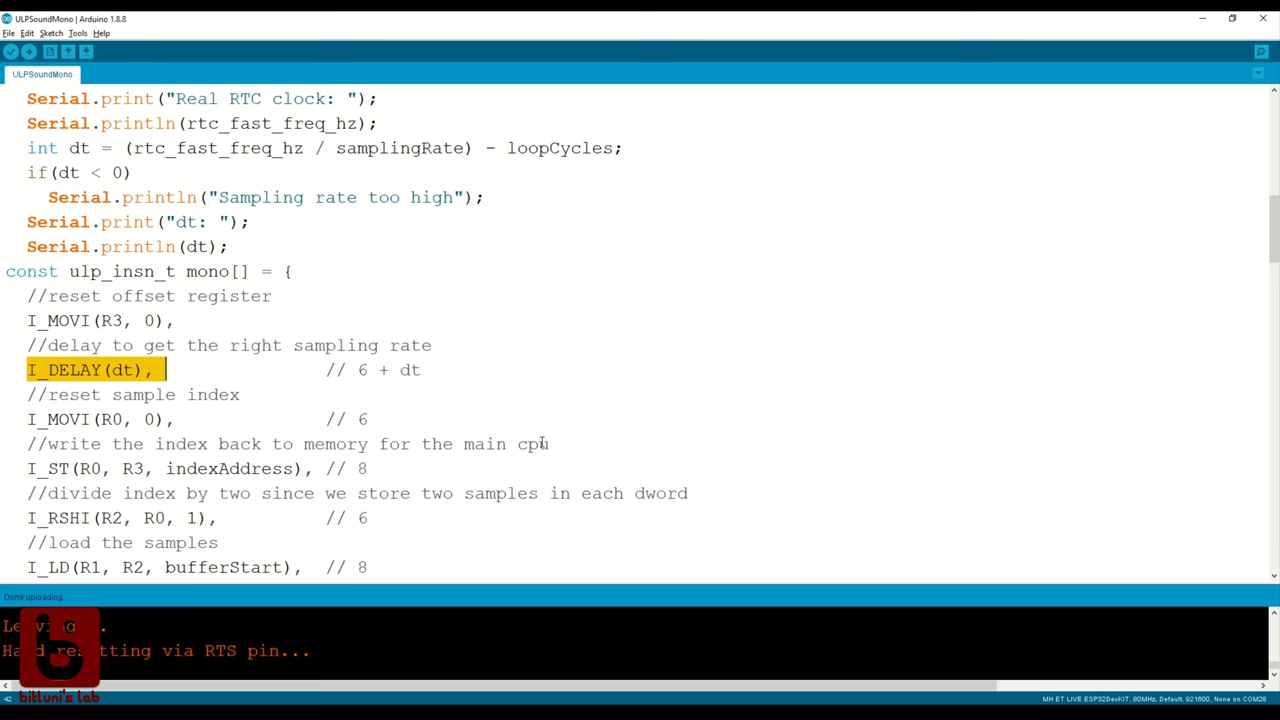 ULPSoundMono | Arduino 1.8.8
File Edit Sketch Tools Help
ULPSoundMono
Serial.print("Real RTC clock: ");
Serial.println(rtc_fast_freq_hz);
int dt = (rtc_fast_freq_hz / samplingRate) - loopCycles;
if(dt < 0)
Serial.println("Sampling rate too high");
Serial.print("dt: ");
Serial.println(dt);
const ulp_insn_t mono[] = {
//reset offset register
I_MOVI(R3, 0),
//delay to get the right sampling rate
I_DELAY(dt), // 6 + dt
//reset sample index
I_MOVI(R0, 0), // 6
//write the index back to memory for the main cpu
I_ST(R0, R3, indexAddress), // 8
//divide index by two since we store two samples in each dword
I_RSHI(R2, R0, 1), // 6
//load the samples
I_LD(R1, R2, bufferStart), // 8
Done uploading.
resetting via RTS pin...
bitluni's lab
42 MH ET LIVE ESP32DevKIT, 80MHz, Default, 921600, None on COM28